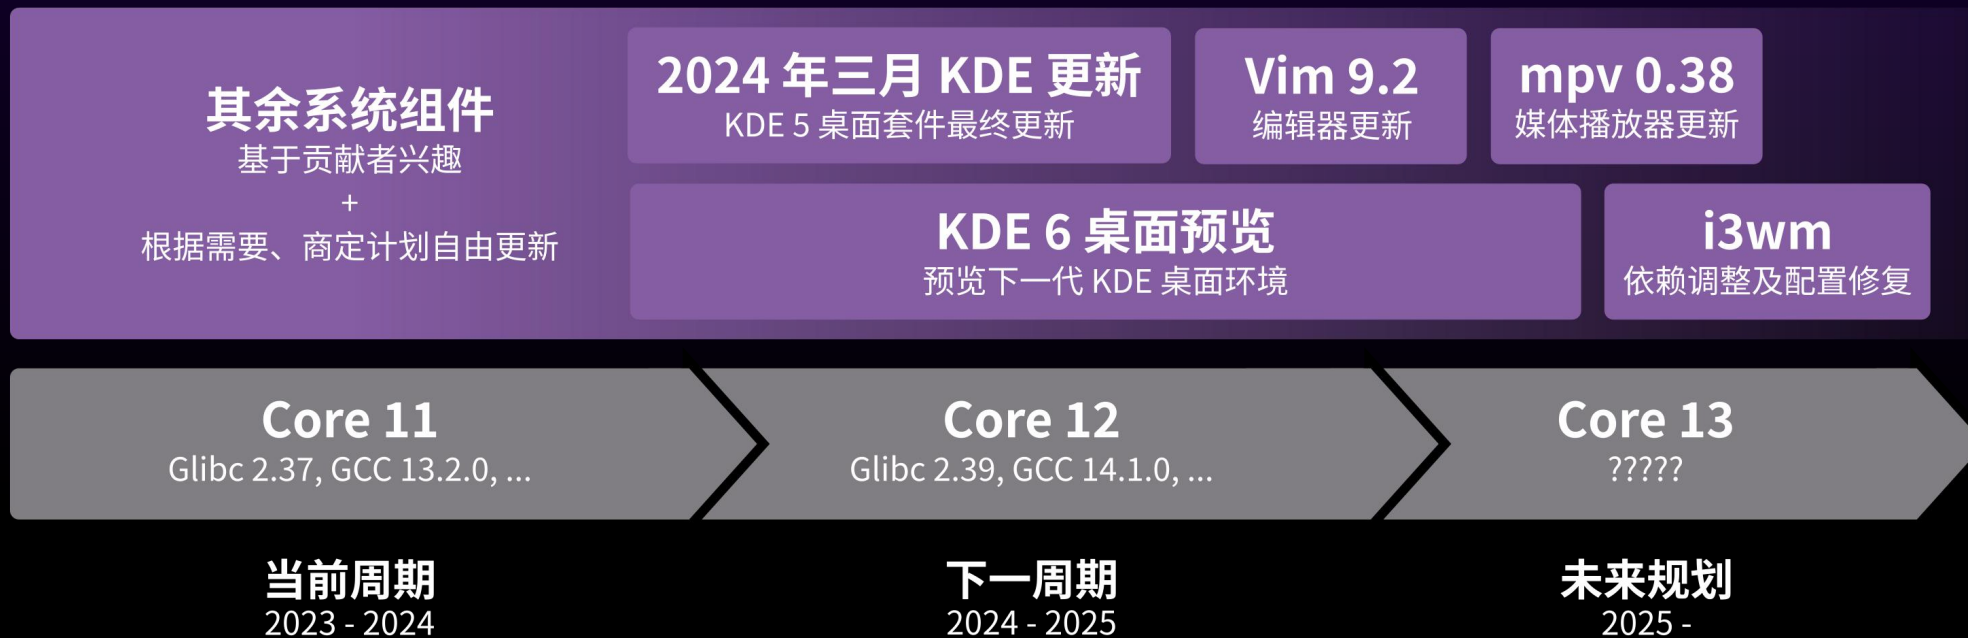 其余系统组件
基于贡献者兴趣
+
根据需要、商定计划自由更新
2024 年三月 KDE 更新
KDE 5 桌面套件最终更新
Vim 9.2
编辑器更新
mpv 0.38
媒体播放器更新
KDE 6 桌面预览
预览下一代 KDE 桌面环境
i3wm
依赖调整及配置修复
Core 11
Glibc 2.37, GCC 13.2.0, ...
Core 12
Glibc 2.39, GCC 14.1.0, ...
Core 13
?????
当前周期
2023 - 2024
下一周期
2024 - 2025
未来规划
2025 -